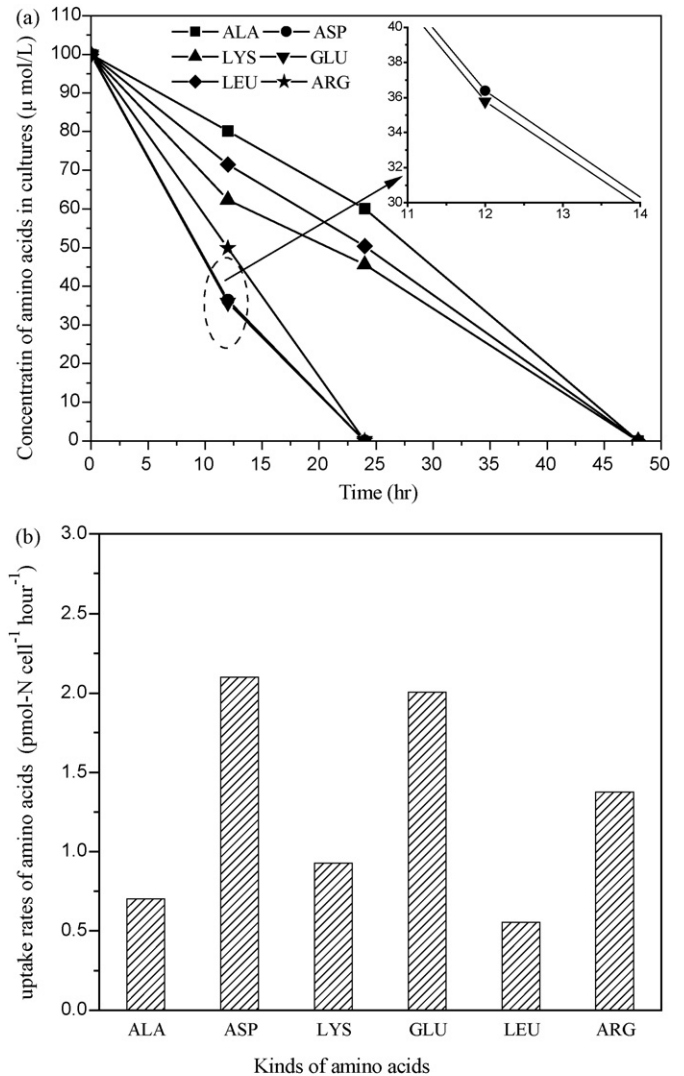 (a)
110
100
90
80
70
60
50
40
30
20
10
0
Concentratin of amino acids in cultures (μ mol/L)
ALA ASP
LYS GLU
LEU ARG
40
38
36
34
32
30
11 12 13 14
0 5 10 15 20 25 30 35 40 45 50
Time (hr)
(b)
3.0
2.5
2.0
1.5
1.0
0.5
0.0
uptake rates of amino acids (pmol-N cell⁻¹ hour⁻¹)
ALA ASP LYS GLU LEU ARG
Kinds of amino acids